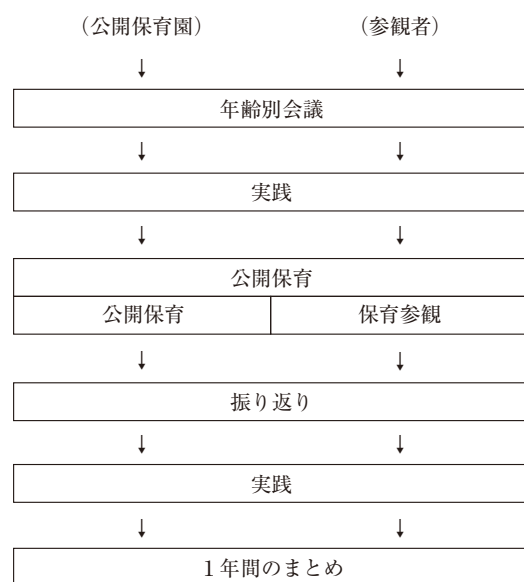 （公開保育園） （参観者）
↓ ↓
年齢別会議
↓ ↓
実践
↓ ↓
公開保育
公開保育 保育参観
↓ ↓
振り返り
↓ ↓
実践
↓ ↓
１年間のまとめ